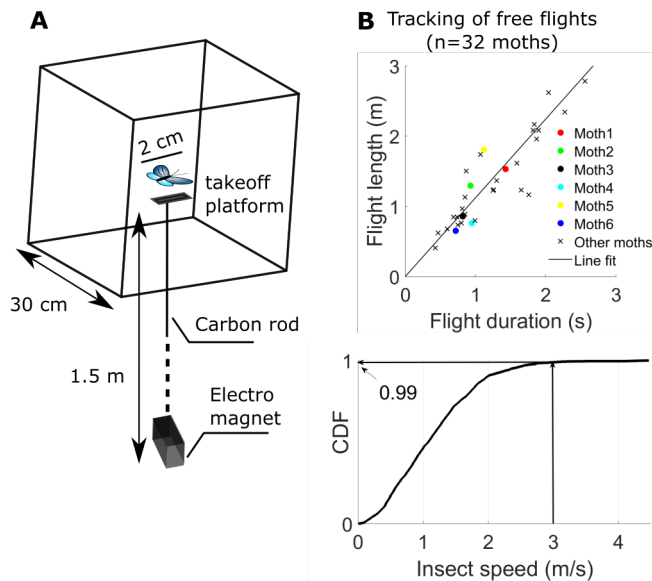 A
2 cm
takeoff
platform
30 cm
Carbon rod
1.5 m
Electro
magnet
B Tracking of free flights
(n=32 moths)
Flight length (m)
3
2
1
0
0 1 2 3
Flight duration (s)
Moth1
Moth2
Moth3
Moth4
Moth5
Moth6
Other moths
Line fit
CDF
1
0.99
0
0 1 2 3 4
Insect speed (m/s)